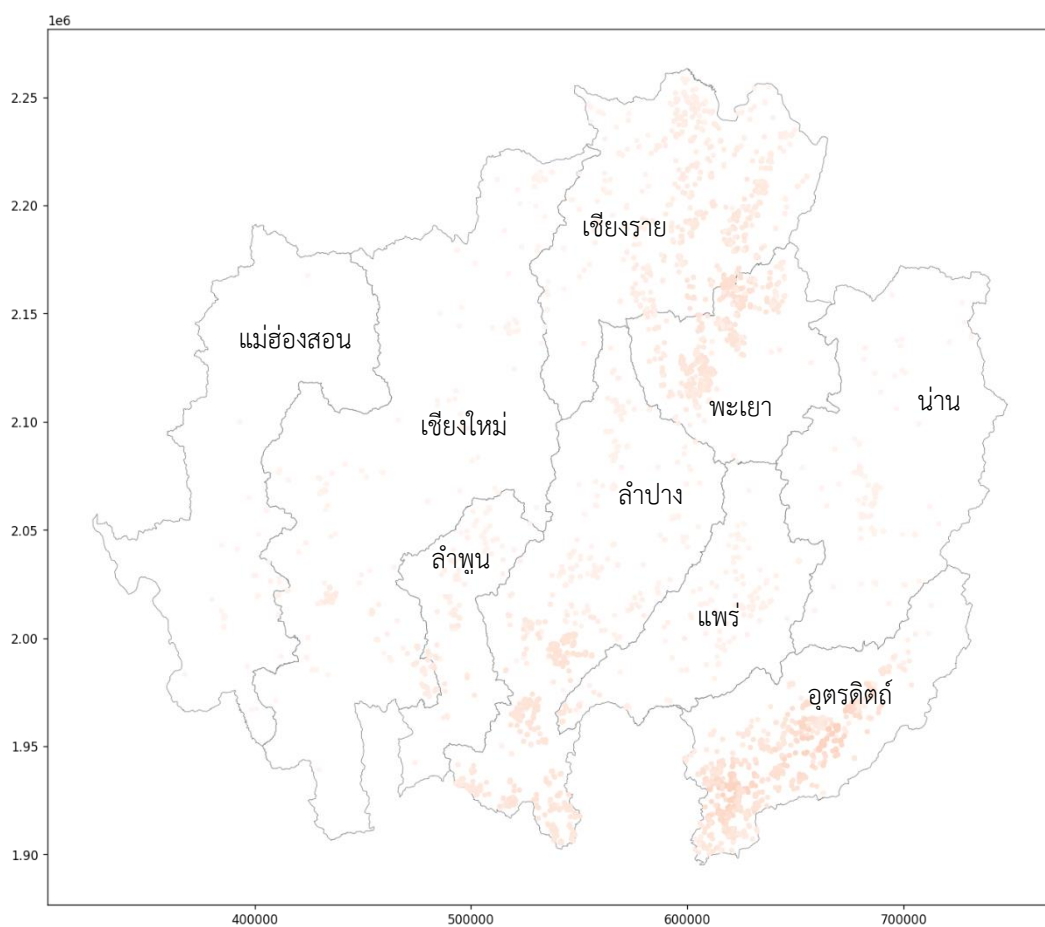 1e6
2.25
2.20
เชียงราย
2.15
แม่ฮ่องสอน
น่าน
พะเยา
2.10
เชียงใหม่
ลำปาง
2.05
ลำพูน
แพร่
2.00
อุตรดิตถ์
1.95
1.90
400000
500000
600000
700000